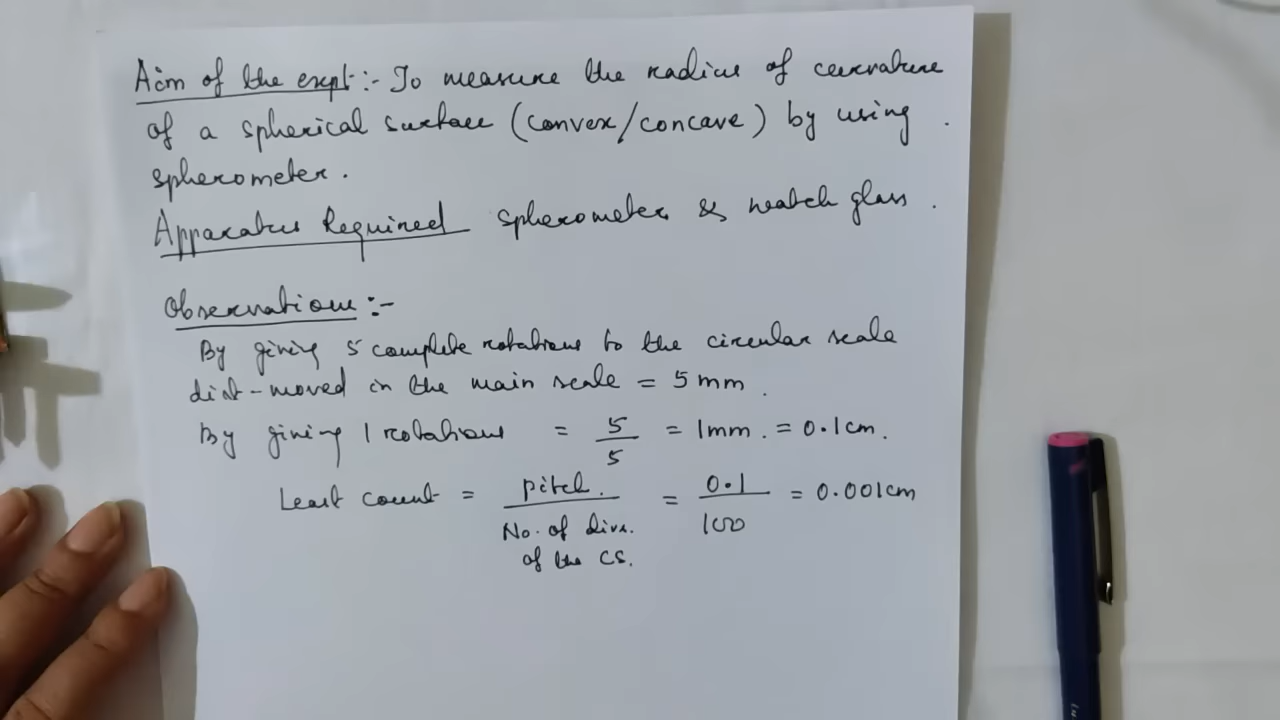 Aim of the expt:- To measure the radius of curvature
of a spherical surface (convex/concave) by using
spherometer.
Apparatus Required spherometer & watch glass.
Observations:-
By giving 5 complete rotations to the circular scale
dist-moved in the main scale = 5mm.
By giving 1 rotations = 5/5 = 1mm. = 0.1cm.
Least count = pitch./No. of divs. of the CS. = 0.1/100 = 0.001cm